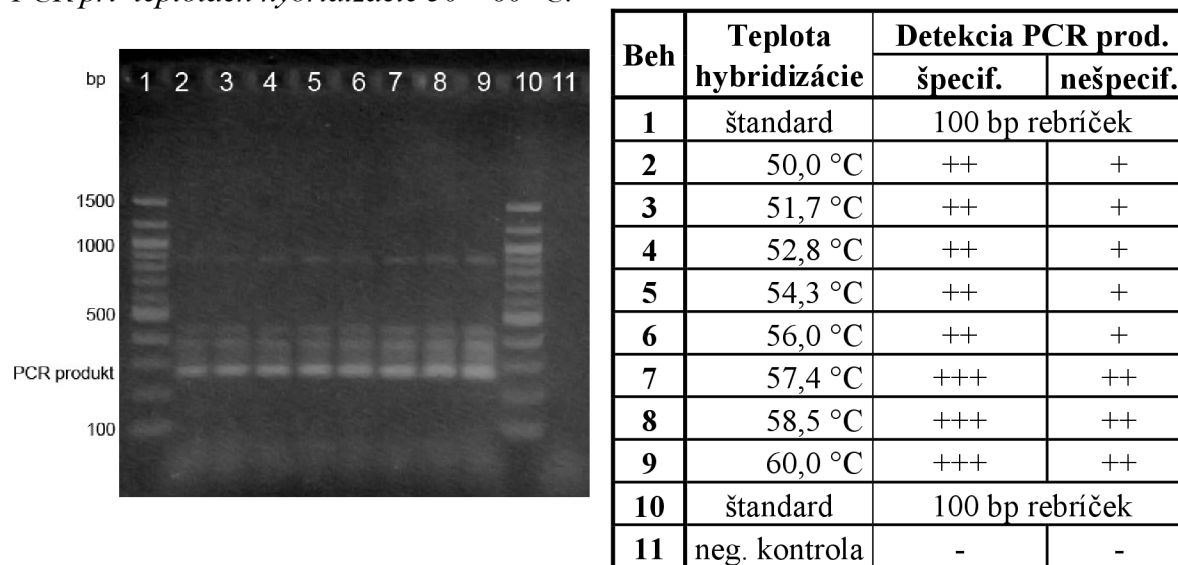 bp 1 2 3 4 5 6 7 8 9 10 11
1500
1000
500
PCR produkt
100
Beh Teplota hybridizácie Detekcia PCR prod.
špecif. nešpecif.
1 štandard 100 bp rebríček
2 50,0 °C ++ +
3 51,7 °C ++ +
4 52,8 °C ++ +
5 54,3 °C ++ +
6 56,0 °C ++ +
7 57,4 °C +++ ++
8 58,5 °C +++ ++
9 60,0 °C +++ ++
10 štandard 100 bp rebríček
11 neg. kontrola - -